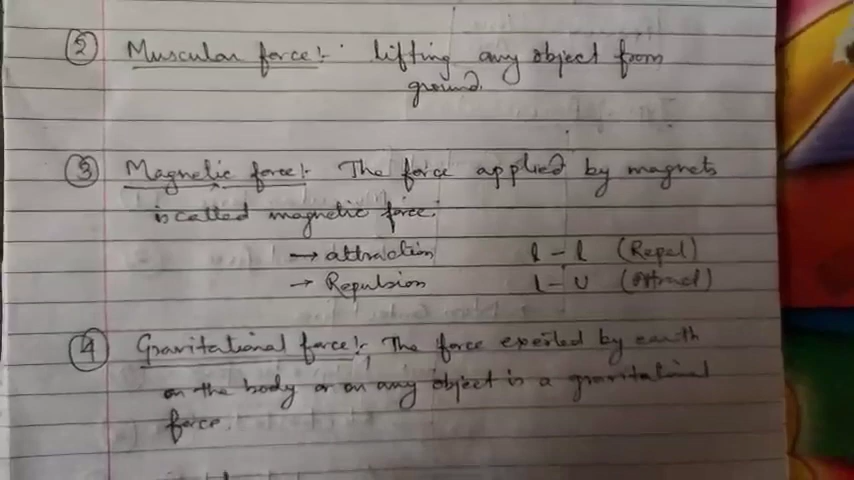 ② Muscular force:- lifting any object from
ground.
③ Magnetic force:- The force applied by magnets
is called magnetic force.
→ attraction l - l (Repel)
→ Repulsion l - u (Attract)
④ Gravitational force:- The force exerted by earth
on the body or on any object is a gravitational
force.